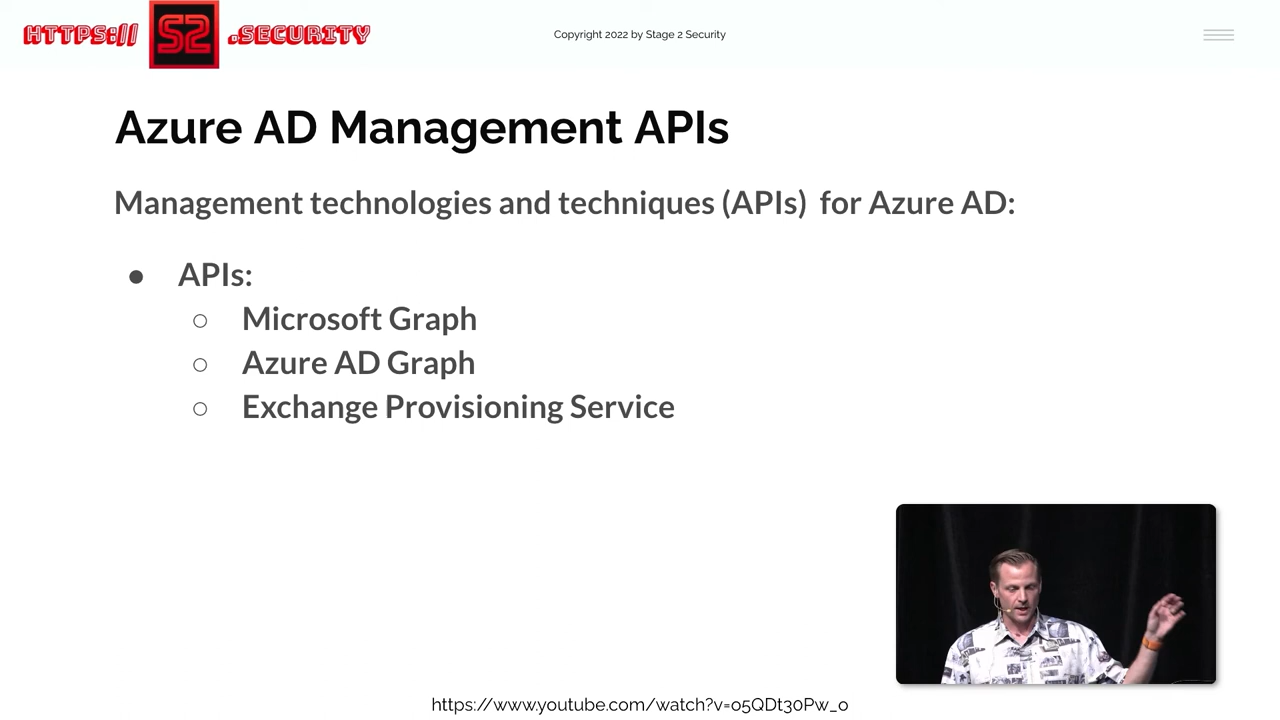 HTTPS:// S2 .SECURITY
Copyright 2022 by Stage 2 Security
Azure AD Management APIs
Management technologies and techniques (APIs) for Azure AD:
● APIs:
○ Microsoft Graph
○ Azure AD Graph
○ Exchange Provisioning Service
https://www.youtube.com/watch?v=o5QDt30Pw_o